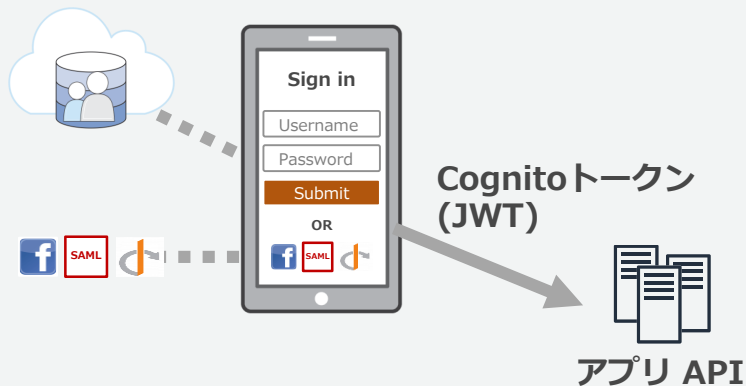 Sign in
Username
Password
Submit
OR
f SAML
f SAML
Cognitoトークン
(JWT)
アプリ API